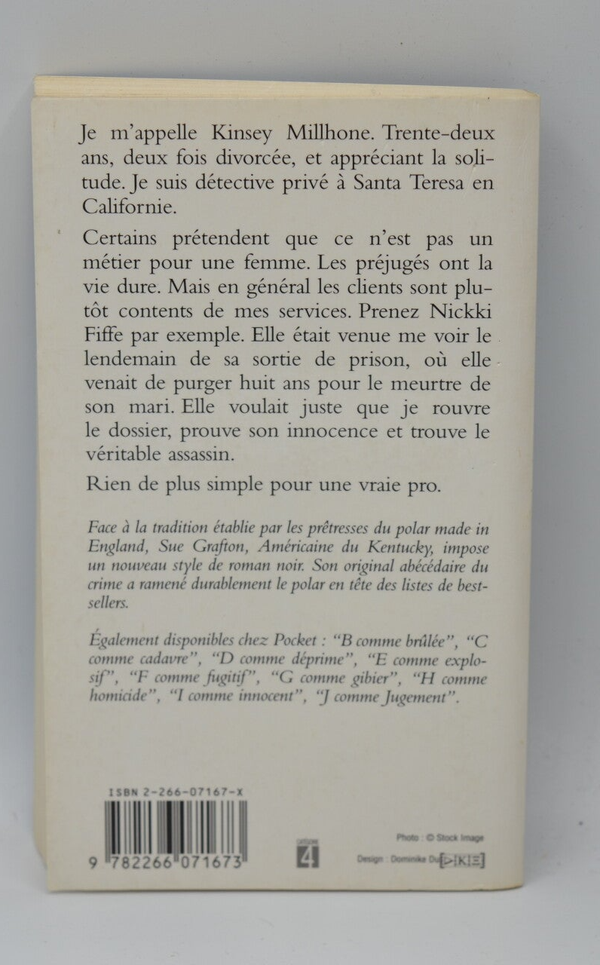 Je m'appelle Kinsey Millhone. Trente-deux
ans, deux fois divorcée, et appréciant la soli-
tude. Je suis détective privé à Santa Teresa en
Californie.
Certains prétendent que ce n'est pas un
métier pour une femme. Les préjugés ont la
vie dure. Mais en général les clients sont plu-
tôt contents de mes services. Prenez Nickki
Fiffe par exemple. Elle était venue me voir le
lendemain de sa sortie de prison, où elle
venait de purger huit ans pour le meurtre de
son mari. Elle voulait juste que je rouvre
le dossier, prouve son innocence et trouve le
véritable assassin.
Rien de plus simple pour une vraie pro.
Face à la tradition établie par les prêtresses du polar made in
England, Sue Grafton, Américaine du Kentucky, impose
un nouveau style de roman noir. Son original abécédaire du
crime a ramené durablement le polar en tête des listes de best-
sellers.
Également disponibles chez Pocket : "B comme brûlée", "C
comme cadavre", "D comme déprime", "E comme explo-
sif", "F comme fugitif", "G comme gibier", "H comme
homicide", "I comme innocent", "J comme Jugement".
ISBN 2-266-07167-X
9 782266 071673
4
Photo : © Stock Image
Design : Dominike Du